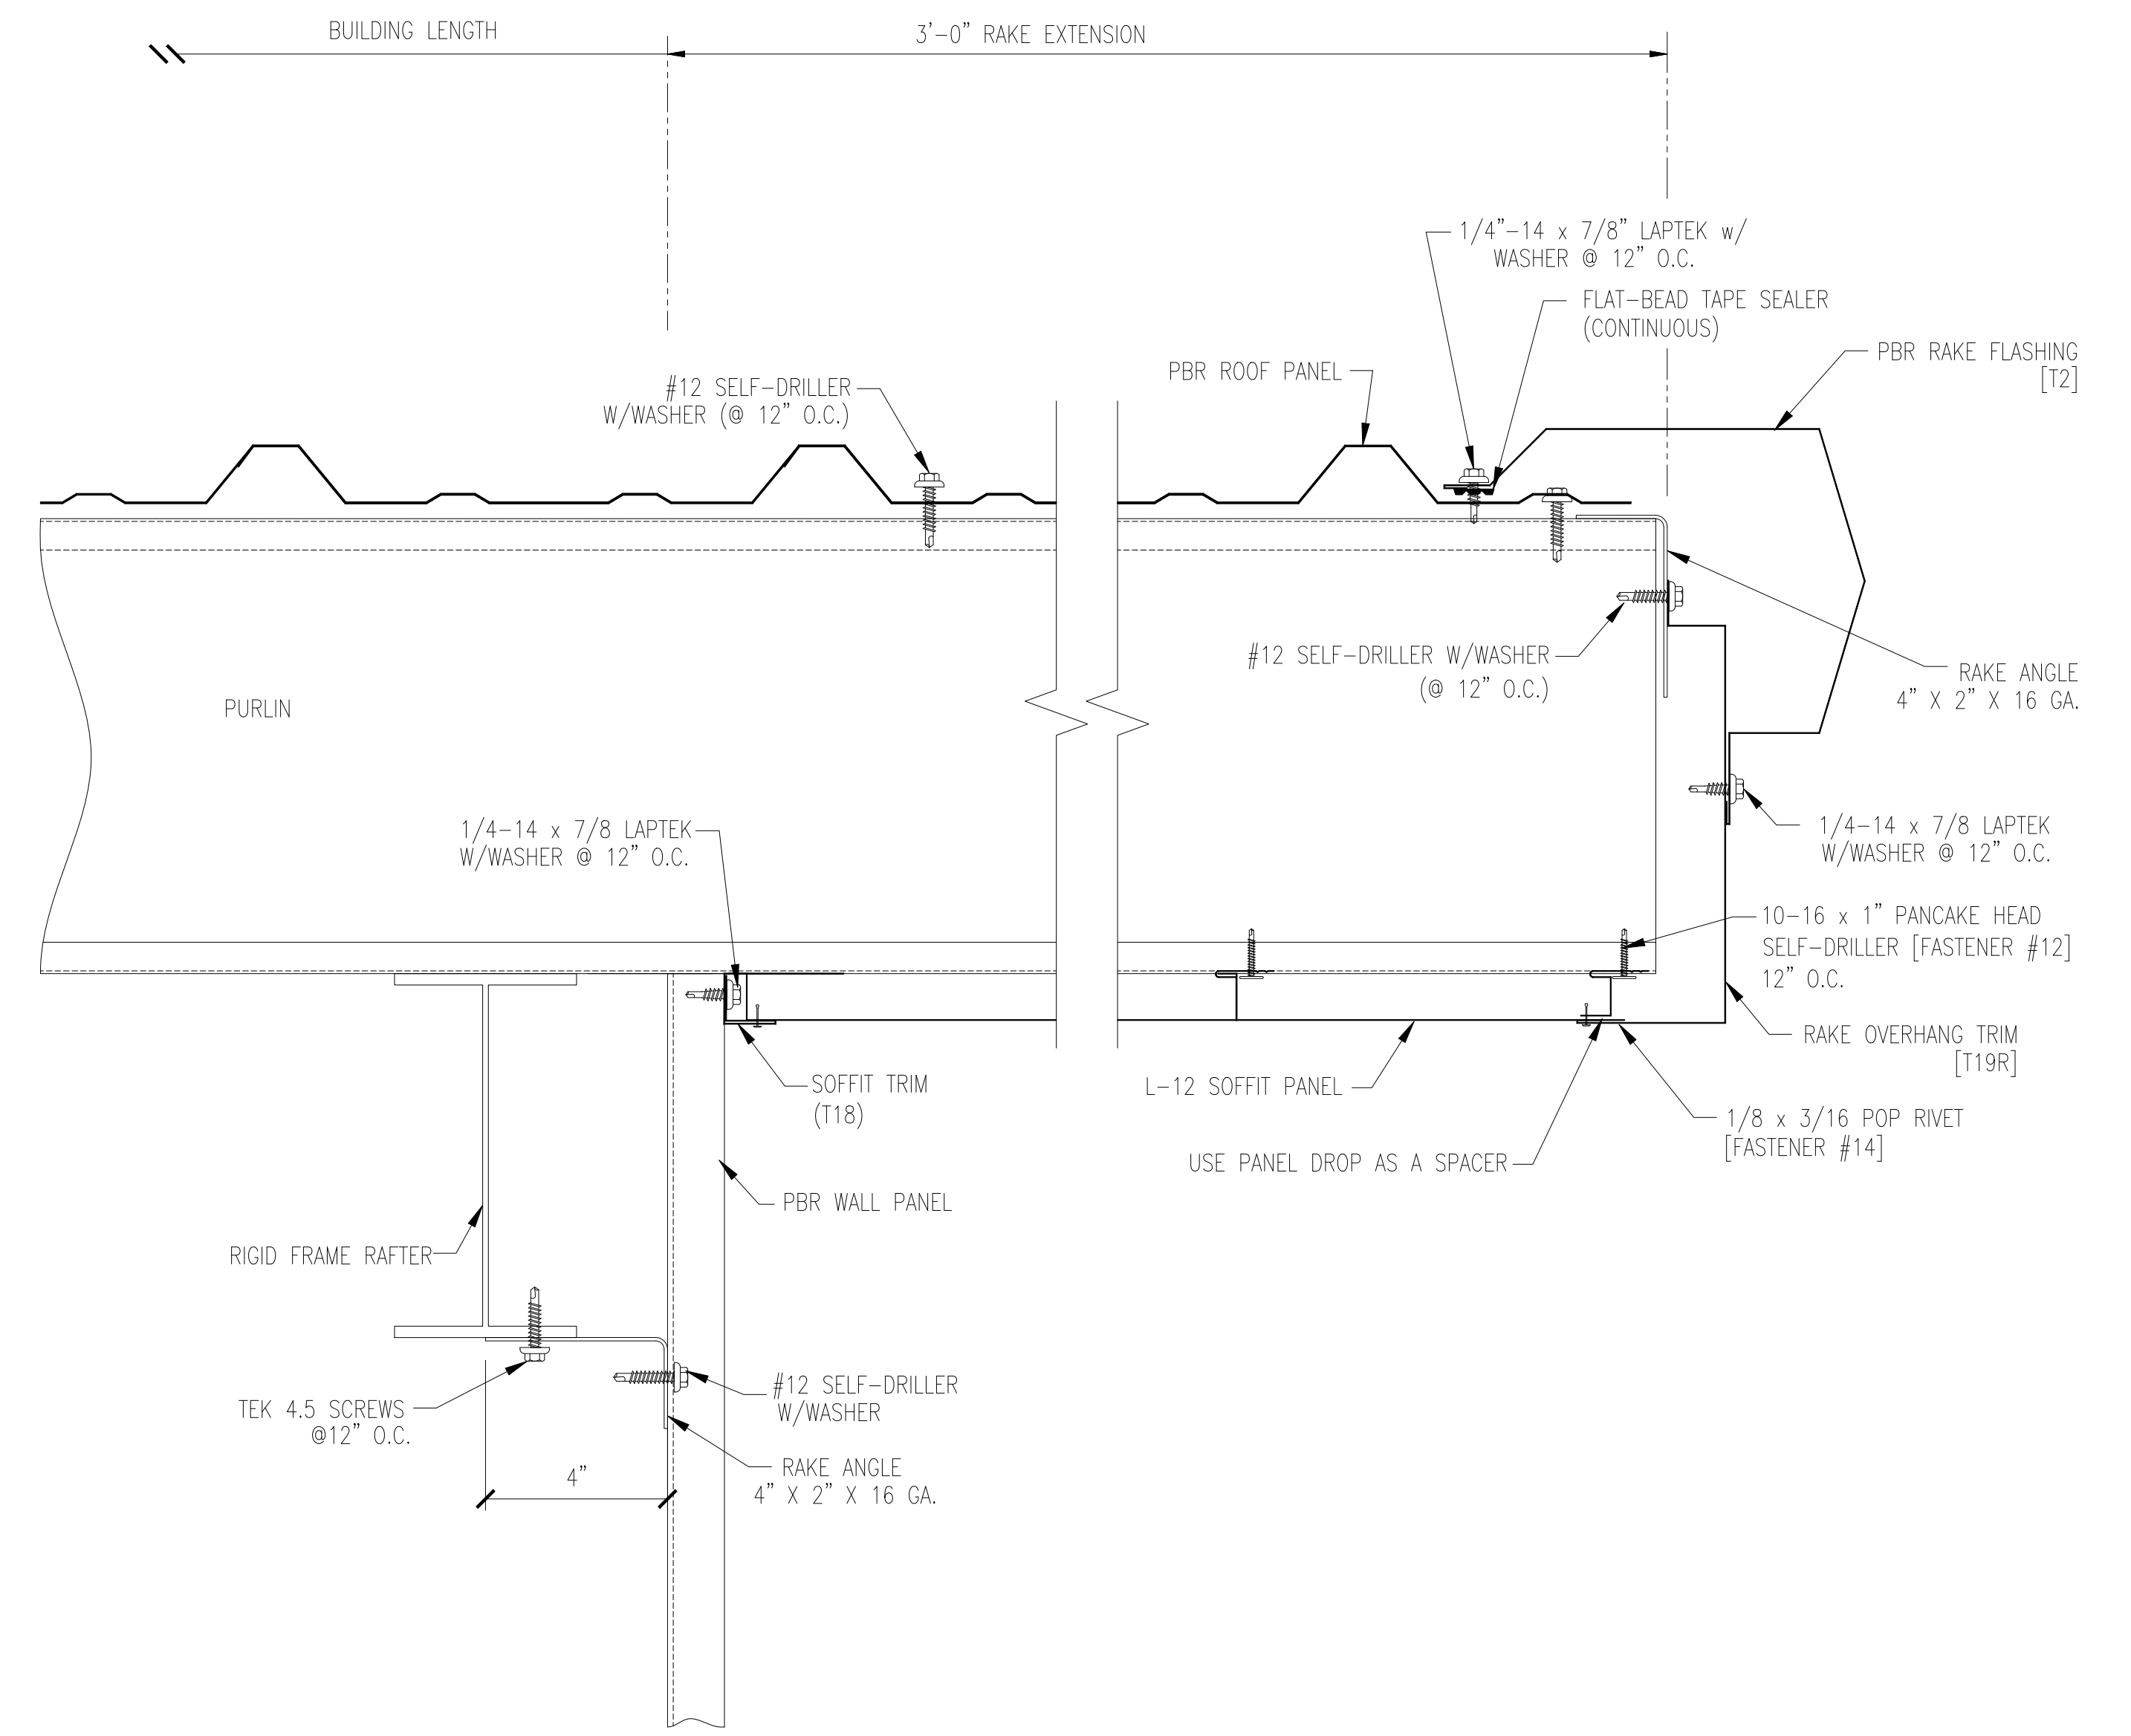 BUILDING LENGTH
3'-0" RAKE EXTENSION
1/4"-14 x 7/8" LAPTEK w/
WASHER @ 12" O.C.
FLAT-BEAD TAPE SEALER
(CONTINUOUS)
PBR RAKE FLASHING
[T2]
PBR ROOF PANEL
#12 SELF-DRILLER
W/WASHER (@ 12" O.C.)
#12 SELF-DRILLER W/WASHER
(@ 12" O.C.)
RAKE ANGLE
4" X 2" X 16 GA.
PURLIN
1/4-14 x 7/8 LAPTEK
W/WASHER @ 12" O.C.
1/4-14 x 7/8 LAPTEK
W/WASHER @ 12" O.C.
10-16 x 1" PANCAKE HEAD
SELF-DRILLER [FASTENER #12]
12" O.C.
RAKE OVERHANG TRIM
[T19R]
SOFFIT TRIM
(T18)
L-12 SOFFIT PANEL
1/8 x 3/16 POP RIVET
[FASTENER #14]
USE PANEL DROP AS A SPACER
PBR WALL PANEL
RIGID FRAME RAFTER
TEK 4.5 SCREWS
@12" O.C.
#12 SELF-DRILLER
W/WASHER
4"
RAKE ANGLE
4" X 2" X 16 GA.